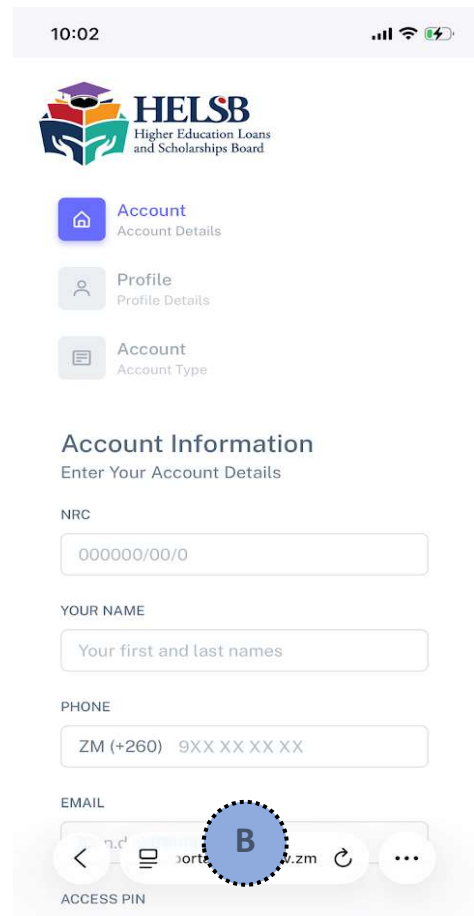 10:02
HELSB
Higher Education Loans
and Scholarships Board
Account
Account Details
Profile
Profile Details
Account
Account Type
Account Information
Enter Your Account Details
NRC
000000/00/0
YOUR NAME
Your first and last names
PHONE
ZM (+260) 9XX XX XX XX
EMAIL
B
ACCESS PIN